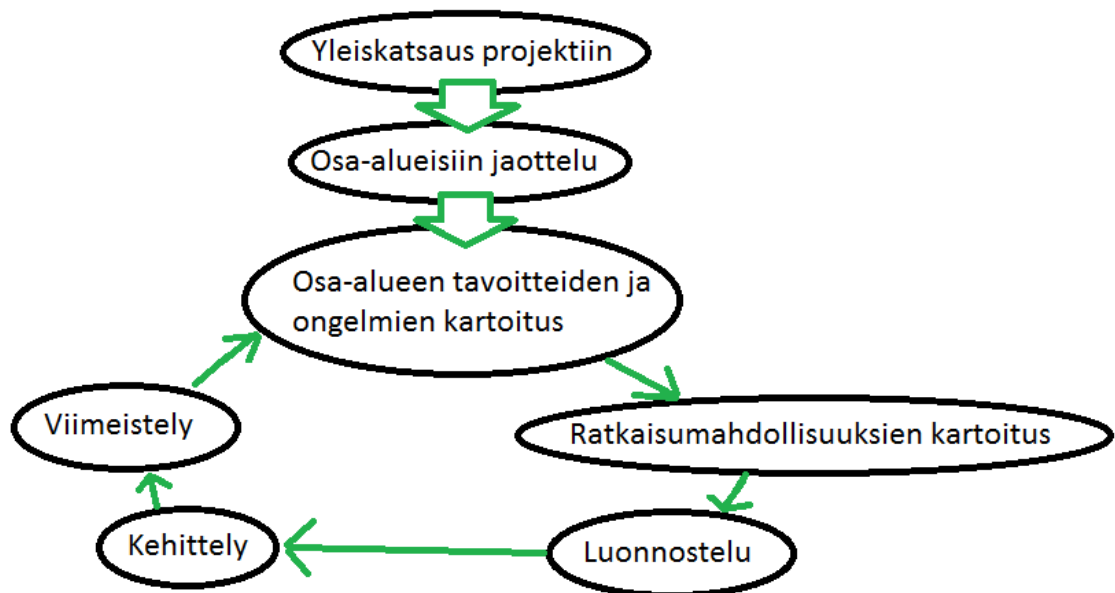 Yleiskatsaus projektiin
Osa-alueisiin jaottelu
Osa-alueen tavoitteiden ja
ongelmien kartoitus
Ratkaisumahdollisuuksien kartoitus
Luonnostelu
Kehittely
Viimeistely